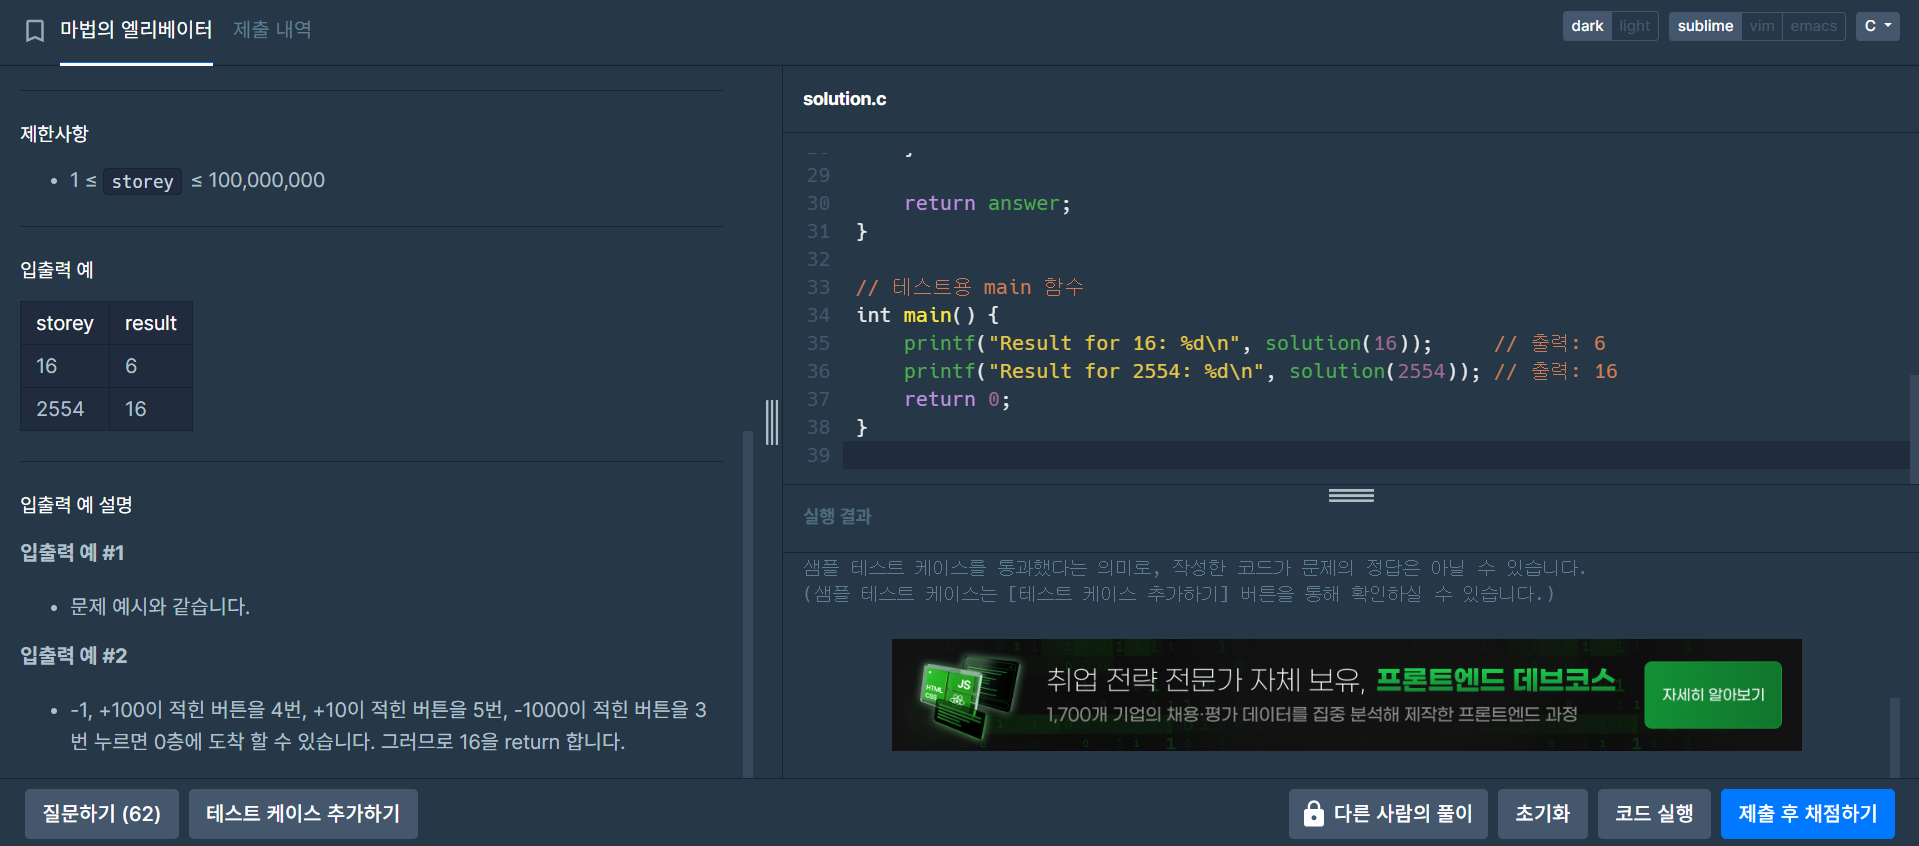 마법의 엘리베이터 제출 내역
dark light sublime vim emacs C
제한사항
• 1 ≤ storey ≤ 100,000,000
입출력 예
storey result
16 6
2554 16
입출력 예 설명
입출력 예 #1
• 문제 예시와 같습니다.
입출력 예 #2
• -1, +100이 적힌 버튼을 4번, +10이 적힌 버튼을 5번, -1000이 적힌 버튼을 3
번 누르면 0층에 도착 할 수 있습니다. 그러므로 16을 return 합니다.
solution.c
29
30 return answer;
31 }
32
33 // 테스트용 main 함수
34 int main() {
35 printf("Result for 16: %d\n", solution(16)); // 출력: 6
36 printf("Result for 2554: %d\n", solution(2554)); // 출력: 16
37 return 0;
38 }
39
실행 결과
샘플 테스트 케이스를 통과했다는 의미로, 작성한 코드가 문제의 정답은 아닐 수 있습니다.
(샘플 테스트 케이스는 [테스트 케이스 추가하기] 버튼을 통해 확인하실 수 있습니다.)
HTML
CSS
JS
취업 전략 전문가 자체 보유, 프론트엔드 데브코스
1,700개 기업의 채용·평가 데이터를 집중 분석해 제작한 프론트엔드 과정
자세히 알아보기
질문하기 (62) 테스트 케이스 추가하기 다른 사람의 풀이 초기화 코드 실행 제출 후 채점하기